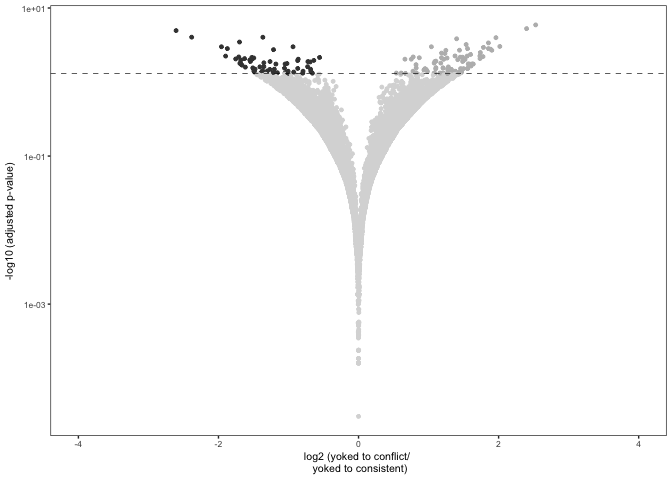 1e+01
1e-01
1e-03
-log10 (adjusted p-value)
-4
-2
0
2
4
log2 (yoked to conflict/
yoked to consistent)